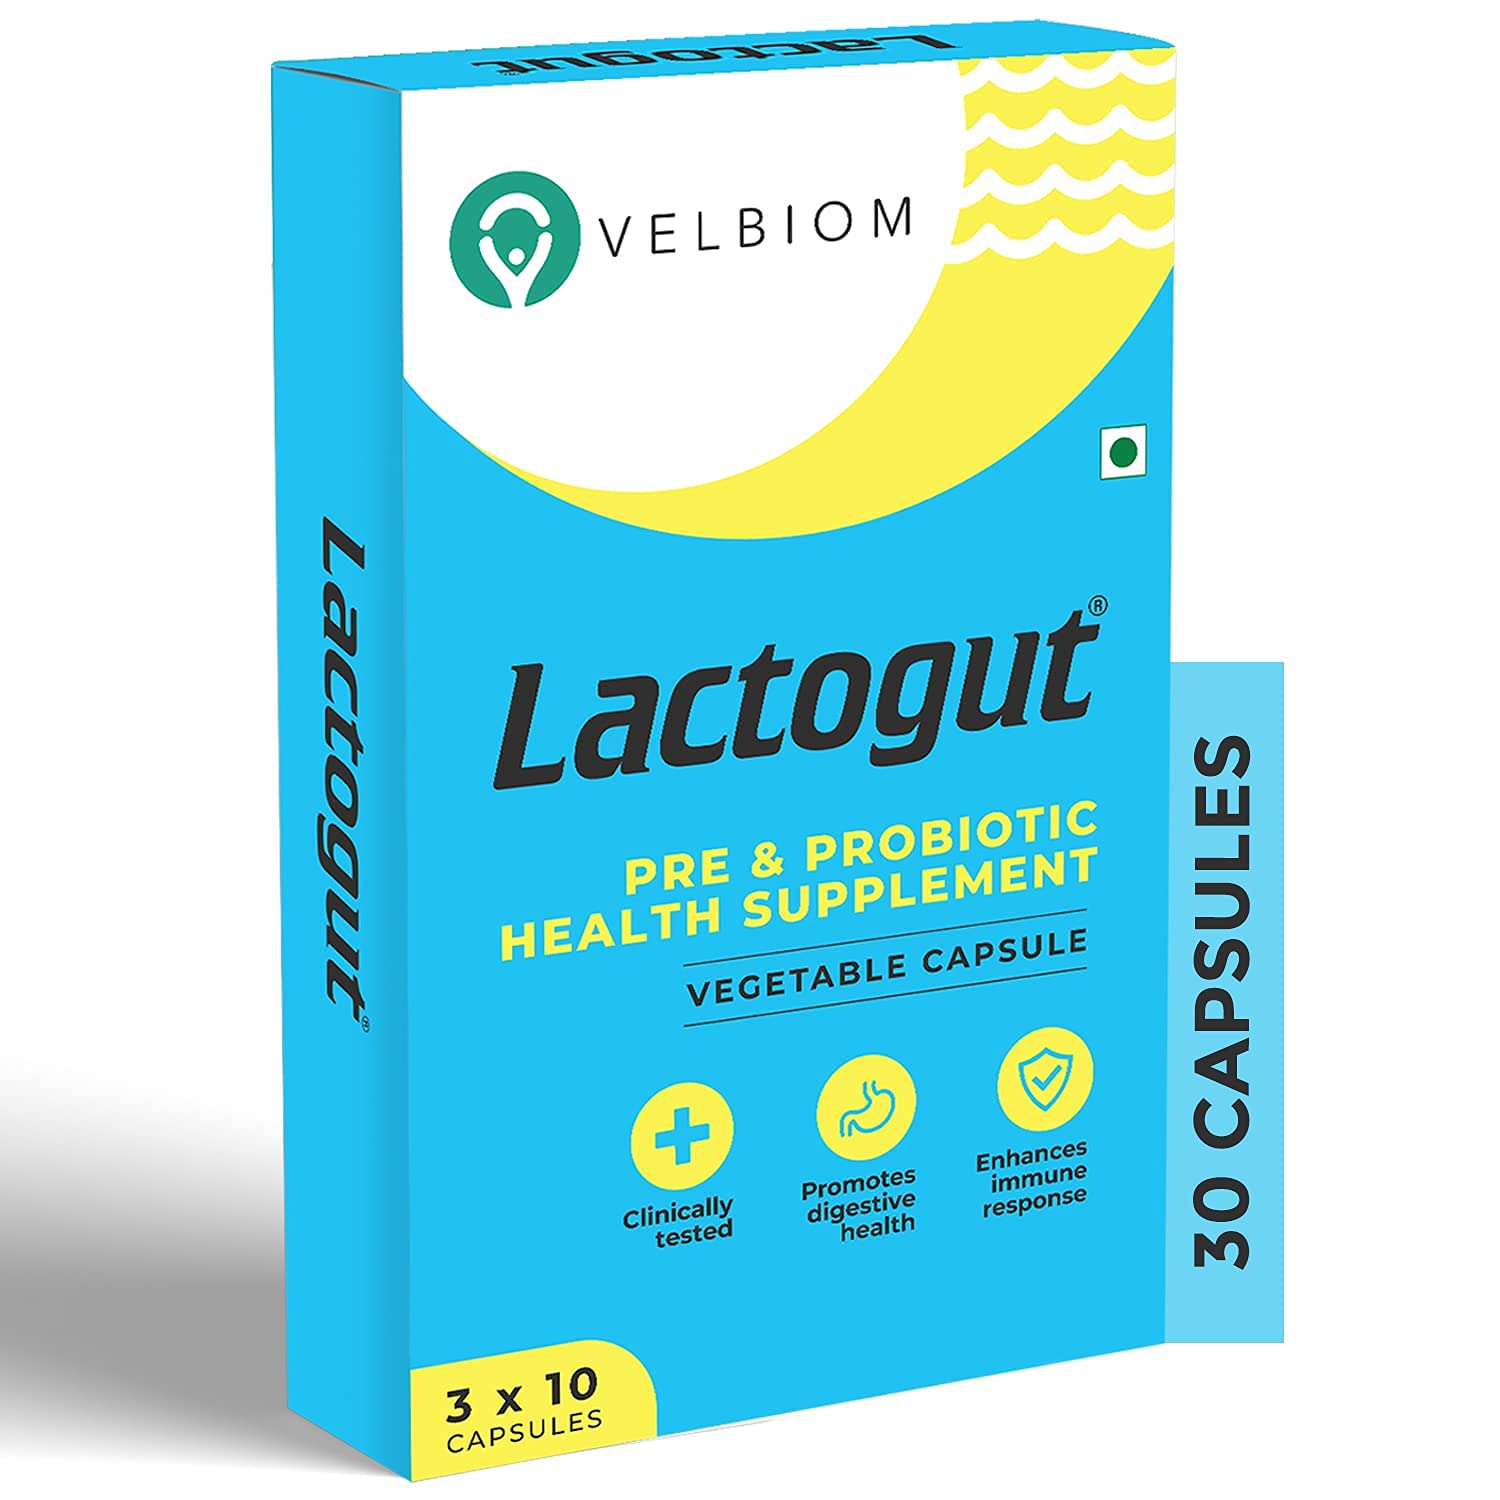 Lactogut
VELBIOM
Lactogut®
Lactogut®
PRE & PROBIOTIC
HEALTH SUPPLEMENT
VEGETABLE CAPSULE
Clinically
tested
Promotes
digestive
health
Enhances
immune
response
3 x 10
CAPSULES
30 CAPSULES